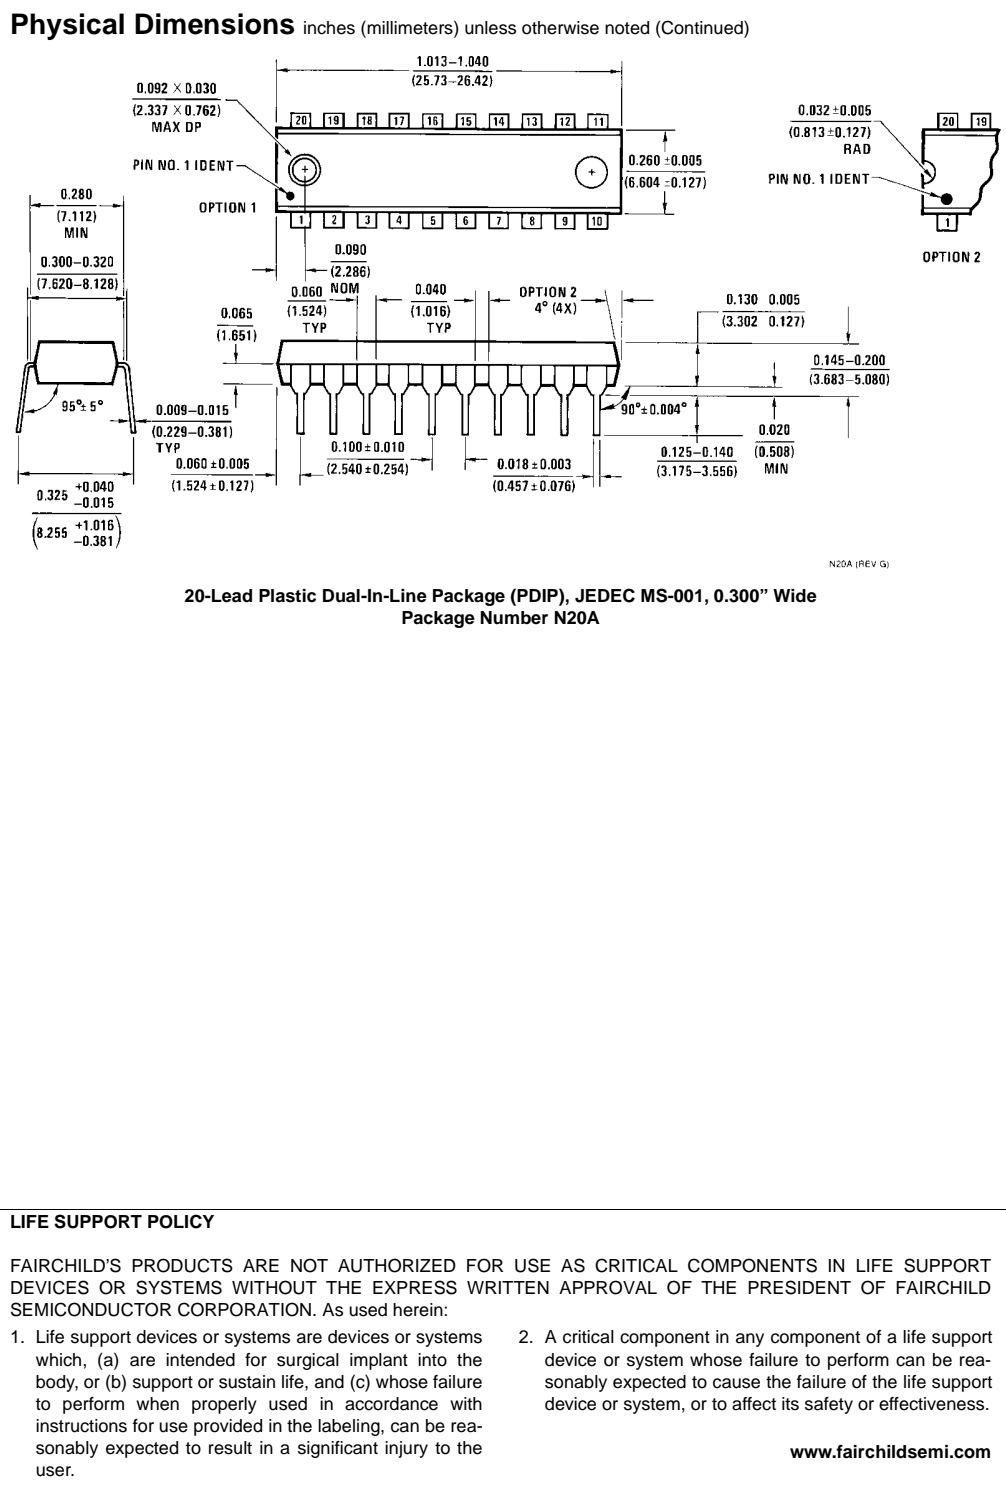 Physical Dimensions inches (millimeters) unless otherwise noted (Continued)
1.013–1.040
(25.73–26.42)
0.092 × 0.030
(2.337 × 0.762)
MAX DP
0.032 ±0.005
(0.813 ±0.127)
RAD
20 19 18 17 16 15 14 13 12 11
20 19
PIN NO. 1 IDENT
0.260 ±0.005
(6.604 ±0.127)
PIN NO. 1 IDENT
OPTION 1
1 2 3 4 5 6 7 8 9 10
1
OPTION 2
0.280
(7.112)
MIN
0.300–0.320
(7.620–8.128)
0.090
(2.286)
NOM
0.060
(1.524)
TYP
0.040
(1.016)
TYP
OPTION 2
4° (4X)
0.130 0.005
(3.302 0.127)
0.065
(1.651)
0.145–0.200
(3.683–5.080)
95° ± 5°
90° ± 0.004°
0.009–0.015
(0.229–0.381)
TYP
0.020
(0.508)
MIN
0.100 ± 0.010
(2.540 ± 0.254)
0.125–0.140
(3.175–3.556)
0.060 ±0.005
(1.524 ±0.127)
0.018 ±0.003
(0.457 ±0.076)
0.325 +0.040
–0.015
(8.255 +1.016
–0.381)
N20A (REV G)
20-Lead Plastic Dual-In-Line Package (PDIP), JEDEC MS-001, 0.300” Wide
Package Number N20A
LIFE SUPPORT POLICY
FAIRCHILD’S PRODUCTS ARE NOT AUTHORIZED FOR USE AS CRITICAL COMPONENTS IN LIFE SUPPORT
DEVICES OR SYSTEMS WITHOUT THE EXPRESS WRITTEN APPROVAL OF THE PRESIDENT OF FAIRCHILD
SEMICONDUCTOR CORPORATION. As used herein:
1. Life support devices or systems are devices or systems
which, (a) are intended for surgical implant into the
body, or (b) support or sustain life, and (c) whose failure
to perform when properly used in accordance with
instructions for use provided in the labeling, can be rea-
sonably expected to result in a significant injury to the
user.
2. A critical component in any component of a life support
device or system whose failure to perform can be rea-
sonably expected to cause the failure of the life support
device or system, or to affect its safety or effectiveness.
www.fairchildsemi.com